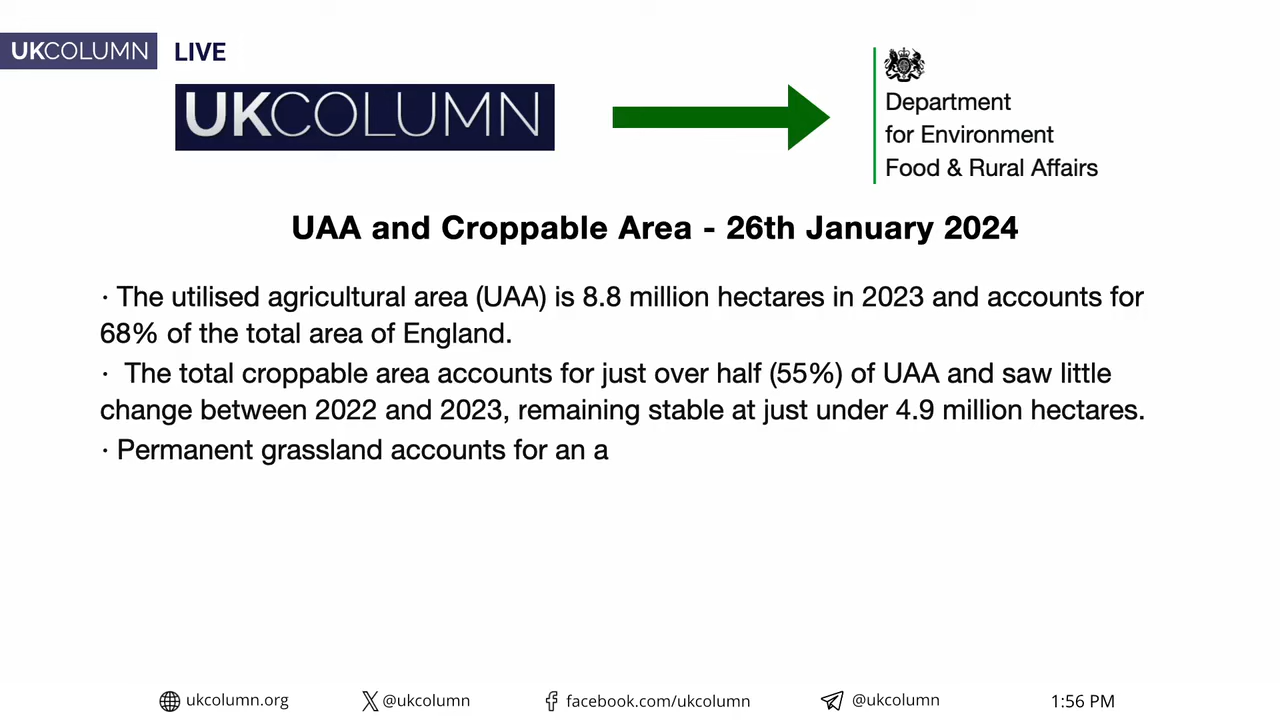 UKCOLUMN LIVE
UKCOLUMN
Department
for Environment
Food & Rural Affairs
UAA and Croppable Area - 26th January 2024
· The utilised agricultural area (UAA) is 8.8 million hectares in 2023 and accounts for
68% of the total area of England.
· The total croppable area accounts for just over half (55%) of UAA and saw little
change between 2022 and 2023, remaining stable at just under 4.9 million hectares.
· Permanent grassland accounts for an a
ukcolumn.org @ukcolumn facebook.com/ukcolumn @ukcolumn 1:56 PM